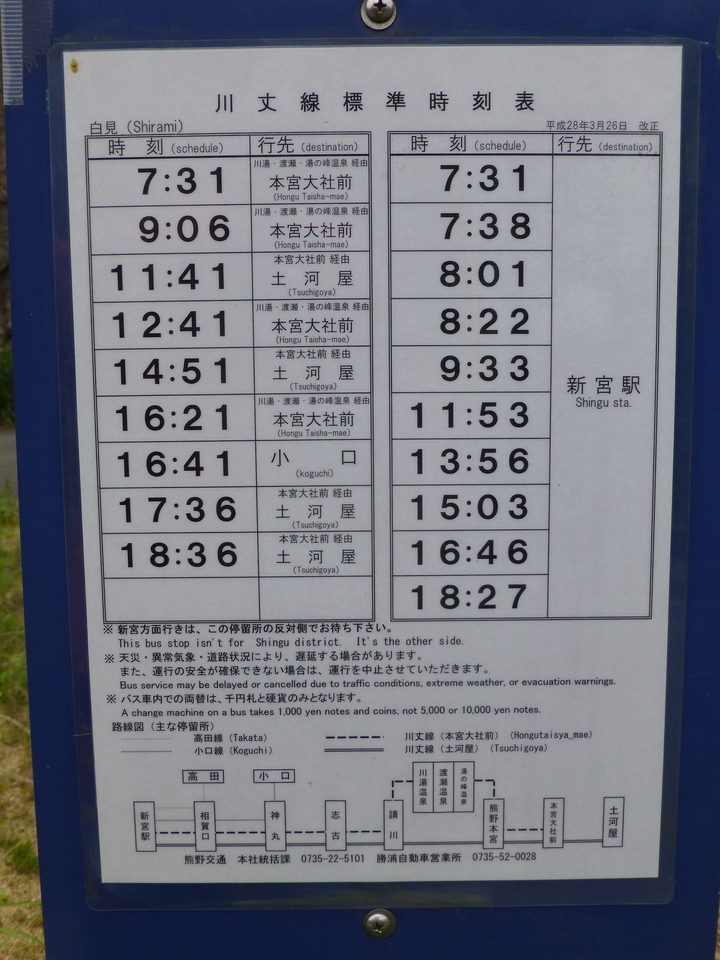 川丈線標準時刻表
白見 (Shirami)
平成28年3月26日 改正
時 刻 (schedule) 行先 (destination)
7:31 川湯・渡瀬・湯の峰温泉 経由
本宮大社前
(Hongu Taisha-mae)
9:06 川湯・渡瀬・湯の峰温泉 経由
本宮大社前
(Hongu Taisha-mae)
11:41 本宮大社前 経由
土河屋
(Tsuchigoya)
12:41 川湯・渡瀬・湯の峰温泉 経由
本宮大社前
(Hongu Taisha-mae)
14:51 本宮大社前 経由
土河屋
(Tsuchigoya)
16:21 川湯・渡瀬・湯の峰温泉 経由
本宮大社前
(Hongu Taisha-mae)
16:41 小口
(koguchi)
17:36 本宮大社前 経由
土河屋
(Tsuchigoya)
18:36 本宮大社前 経由
土河屋
(Tsuchigoya)
時 刻 (schedule) 行先 (destination)
7:31
7:38
8:01
8:22
9:33
11:53
13:56
15:03
16:46
18:27
新宮駅
Shingu sta.
※ 新宮方面行きは、この停留所の反対側でお待ち下さい。
This bus stop isn't for Shingu district. It's the other side.
※ 天災・異常気象・道路状況により、遅延する場合があります。
また、運行の安全が確保できない場合は、運行を中止させていただきます。
Bus service may be delayed or cancelled due to traffic conditions, extreme weather, or evacuation warnings.
※ バス車内での両替は、千円札と硬貨のみとなります。
A change machine on a bus takes 1,000 yen notes and coins, not 5,000 or 10,000 yen notes.
路線図 (主な停留所)
高田線 (Takata) 川丈線 (本宮大社前) (Hongutaisya_mae)
小口線 (Koguchi) 川丈線 (土河屋) (Tsuchigoya)
高田 小口 川湯温泉 渡瀬温泉 湯の峰温泉
新宮駅 相賀口 神丸 志古 請川 熊野本宮 本宮大社前 土河屋
熊野交通 本社統括課 0735-22-5101 勝浦自動車営業所 0735-52-0028